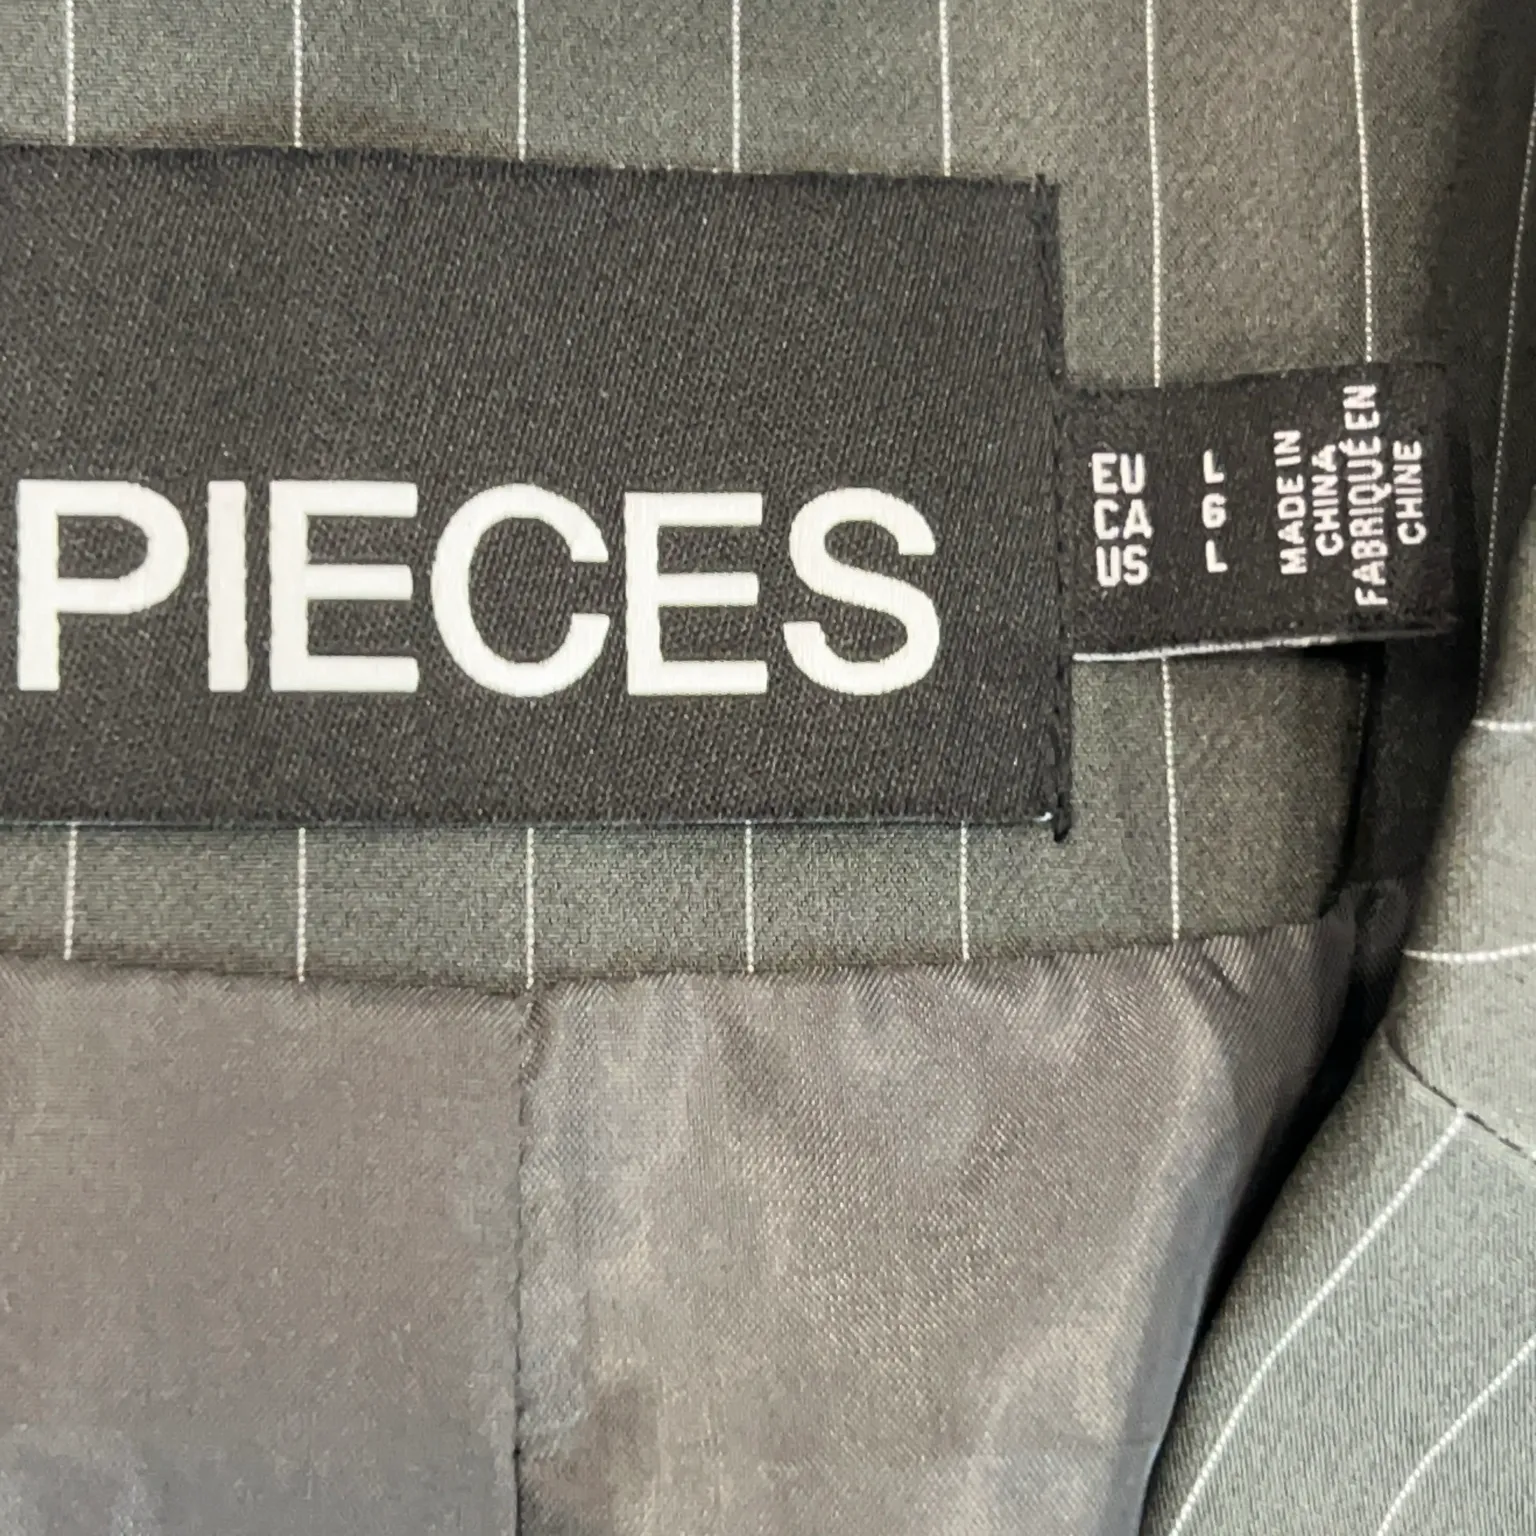 PIECES
EU L
CA G
US L
MADE IN
CHINA
FABRIQUÉ EN
CHINE